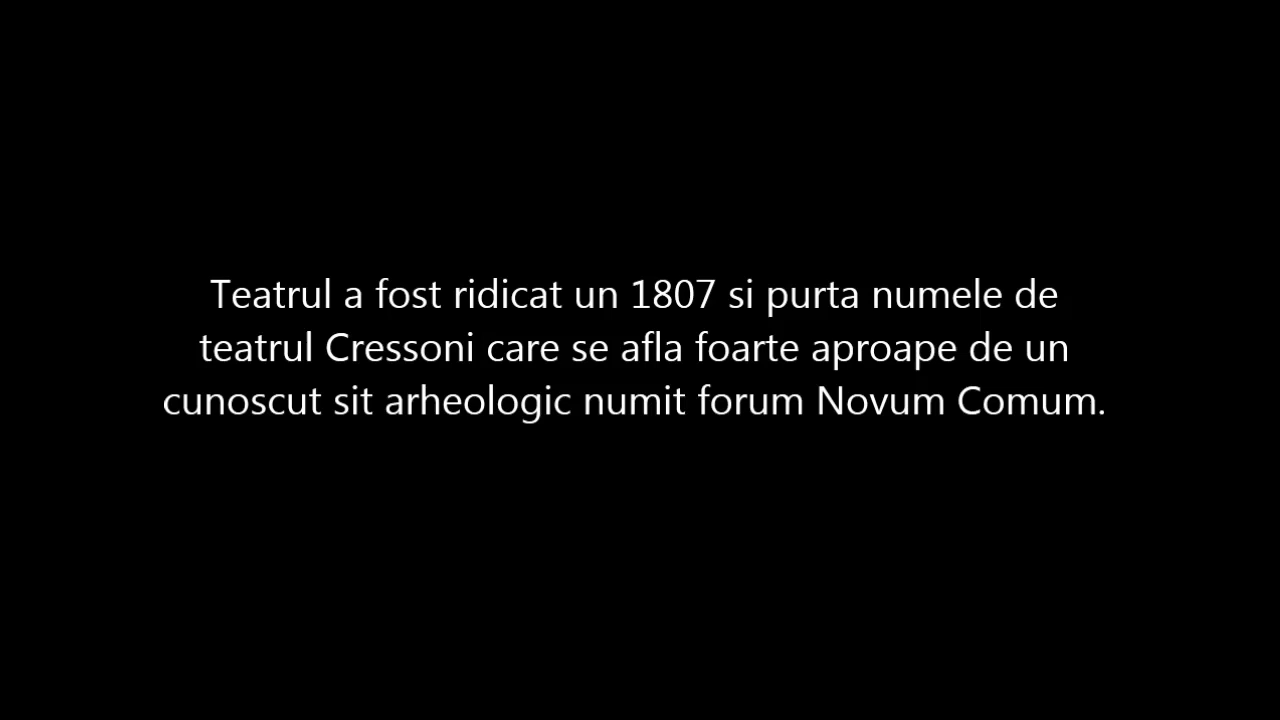 Teatrul a fost ridicat un 1807 si purta numele de
teatrul Cressoni care se afla foarte aproape de un
cunoscut sit arheologic numit forum Novum Comum.